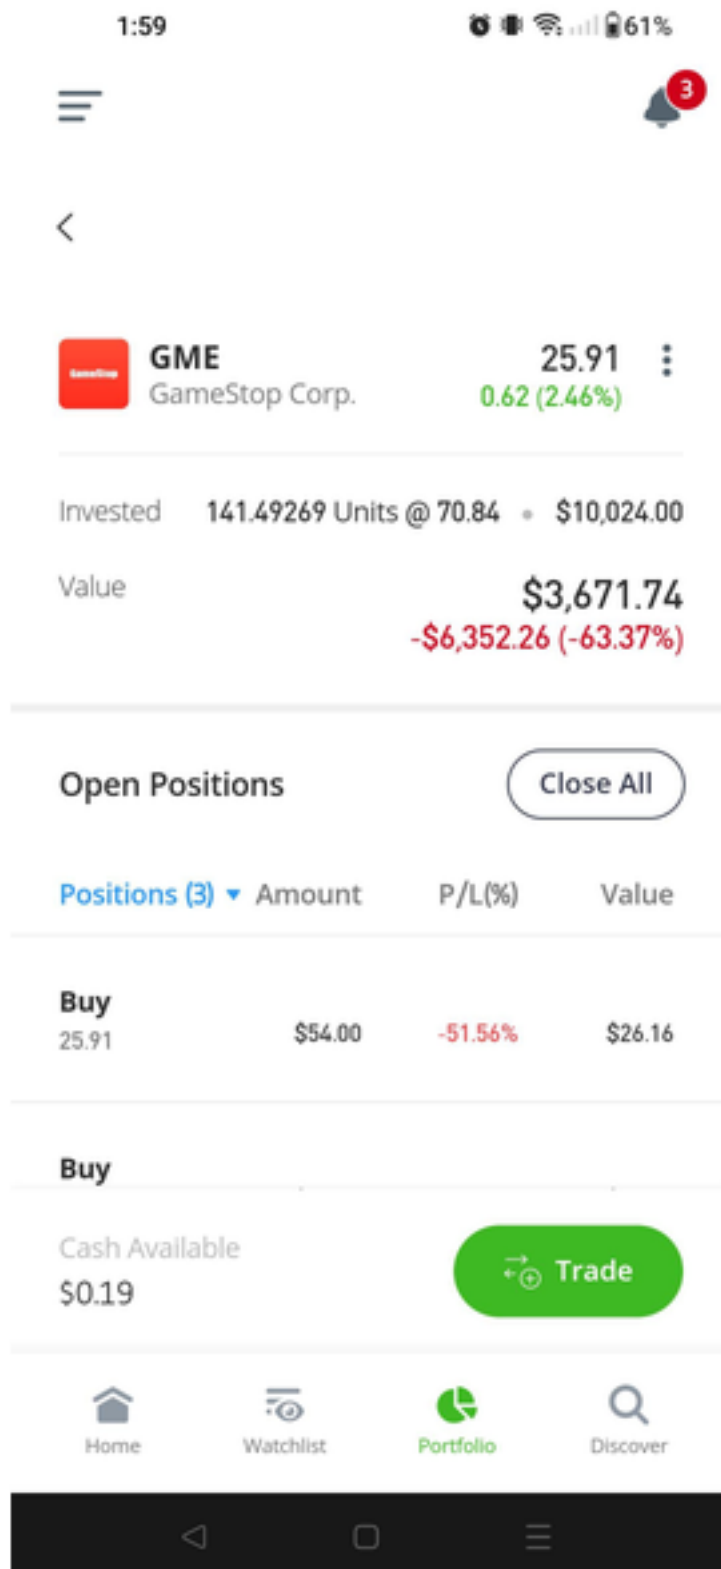 1:59 61%
3
GameStop
GME 25.91
GameStop Corp. 0.62 (2.46%)
Invested 141.49269 Units @ 70.84 • $10,024.00
Value $3,671.74
-$6,352.26 (-63.37%)
Open Positions Close All
Positions (3) ▾ Amount P/L(%) Value
Buy
25.91 $54.00 -51.56% $26.16
Buy
Cash Available
$0.19
Trade
Home Watchlist Portfolio Discover